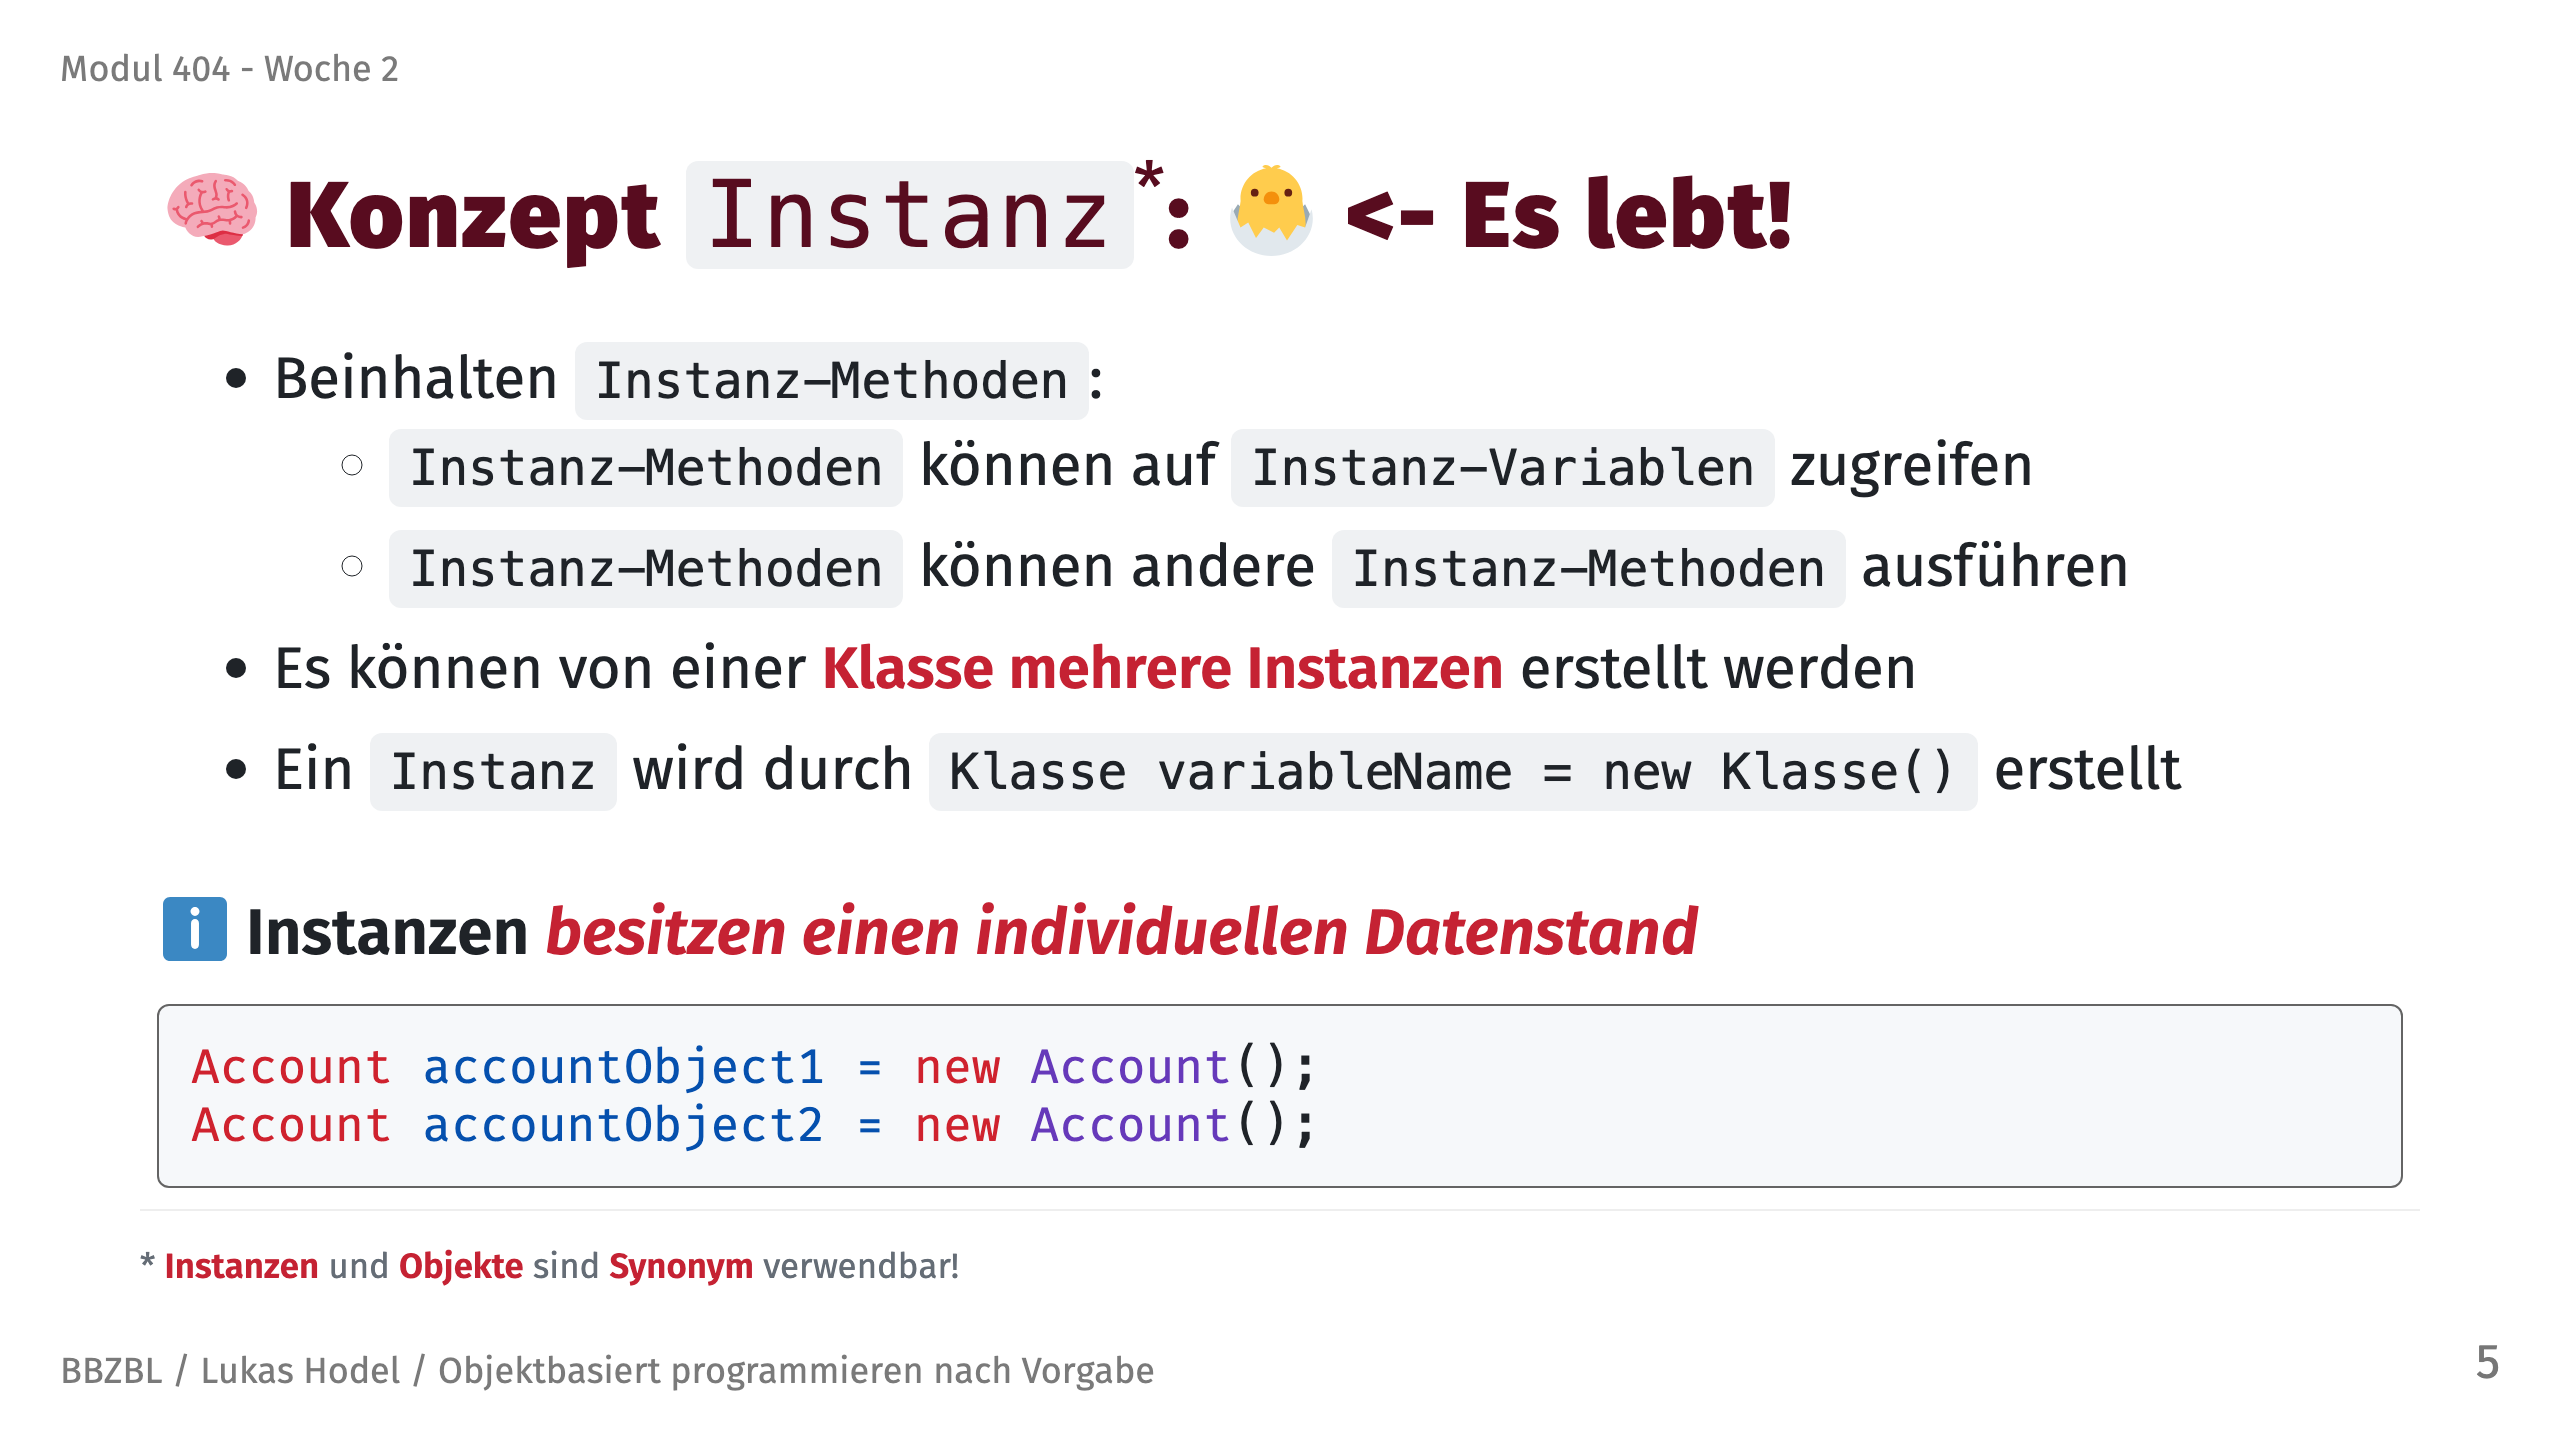 Modul 404 - Woche 2
🧠 Konzept Instanz*: 🐣 <- Es lebt!
• Beinhalten Instanz-Methoden:
○ Instanz-Methoden können auf Instanz-Variablen zugreifen
○ Instanz-Methoden können andere Instanz-Methoden ausführen
• Es können von einer Klasse mehrere Instanzen erstellt werden
• Ein Instanz wird durch Klasse variableName = new Klasse() erstellt
ℹ️ Instanzen besitzen einen individuellen Datenstand
Account accountObject1 = new Account();
Account accountObject2 = new Account();
* Instanzen und Objekte sind Synonym verwendbar!
BBZBL / Lukas Hodel / Objektbasiert programmieren nach Vorgabe
5